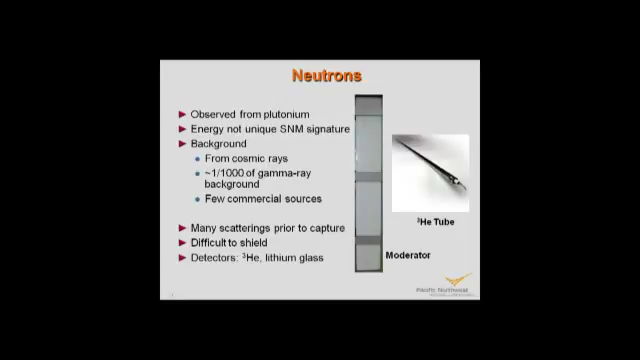 Neutrons
Observed from plutonium
Energy not unique SNM signature
Background
From cosmic rays
~1/1000 of gamma-ray
background
Few commercial sources
Many scatterings prior to capture
Difficult to shield
Detectors: ³He, lithium glass
³He Tube
Moderator
Pacific Northwest